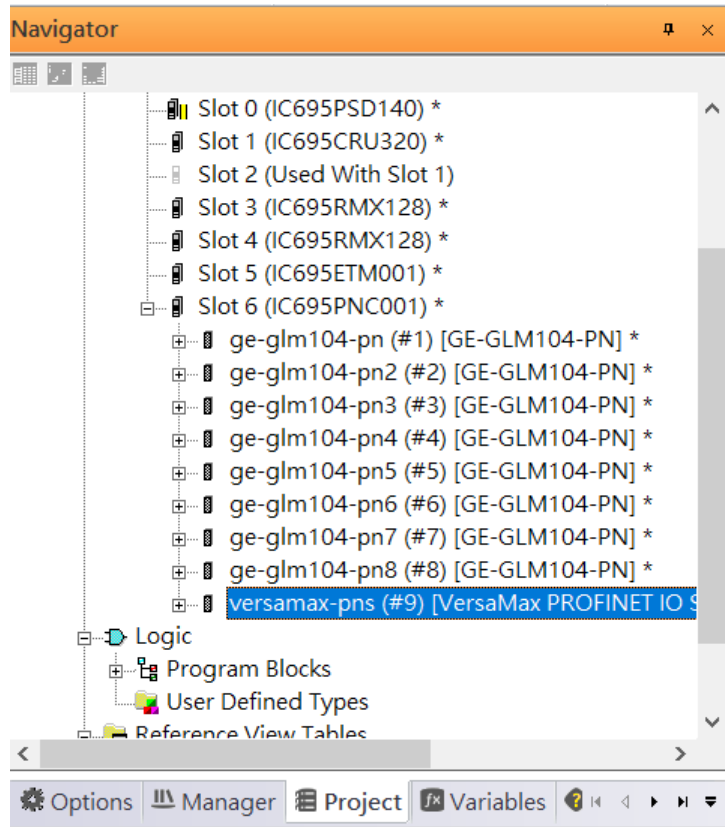 Navigator
Slot 0 (IC695PSD140) *
Slot 1 (IC695CRU320) *
Slot 2 (Used With Slot 1)
Slot 3 (IC695RMX128) *
Slot 4 (IC695RMX128) *
Slot 5 (IC695ETM001) *
Slot 6 (IC695PNC001) *
ge-glm104-pn (#1) [GE-GLM104-PN] *
ge-glm104-pn2 (#2) [GE-GLM104-PN] *
ge-glm104-pn3 (#3) [GE-GLM104-PN] *
ge-glm104-pn4 (#4) [GE-GLM104-PN] *
ge-glm104-pn5 (#5) [GE-GLM104-PN] *
ge-glm104-pn6 (#6) [GE-GLM104-PN] *
ge-glm104-pn7 (#7) [GE-GLM104-PN] *
ge-glm104-pn8 (#8) [GE-GLM104-PN] *
versamax-pns (#9) [VersaMax PROFINET IO S
Logic
Program Blocks
User Defined Types
Reference View Tables
Options Manager Project Variables